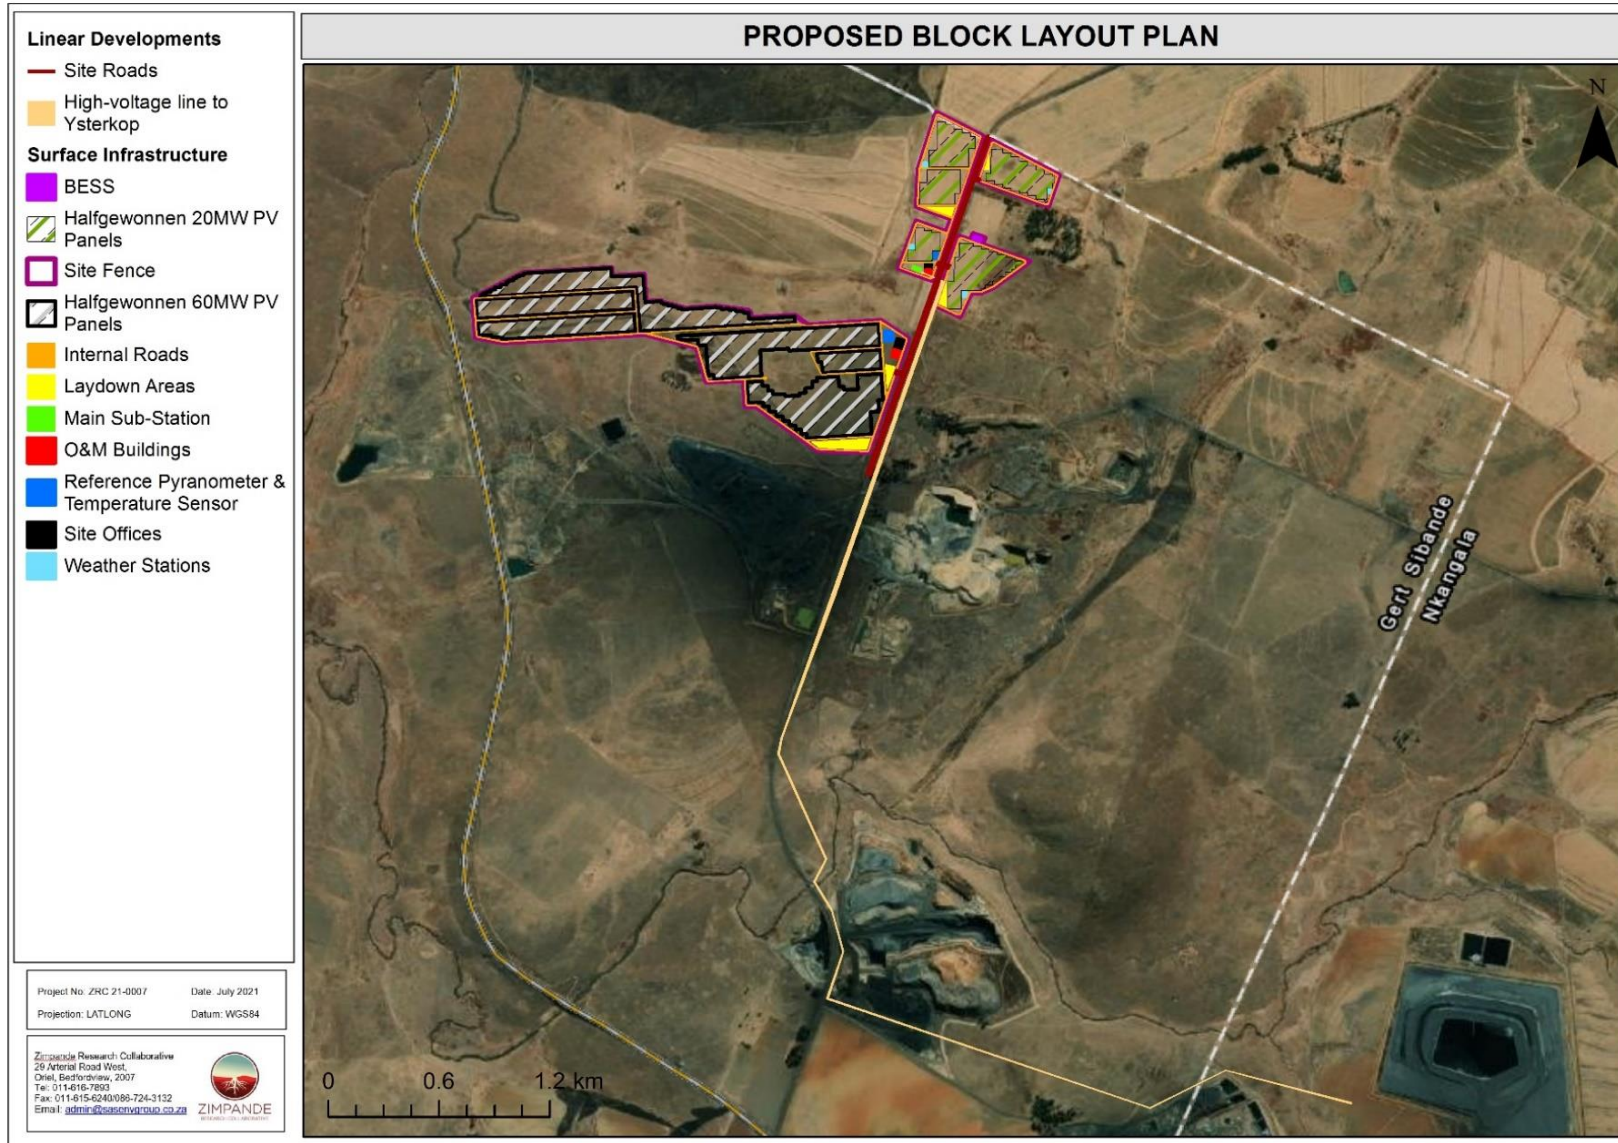 PROPOSED BLOCK LAYOUT PLAN
Linear Developments
Site Roads
High-voltage line to
Ysterkop
Surface Infrastructure
BESS
Halfgewonnen 20MW PV
Panels
Site Fence
Halfgewonnen 60MW PV
Panels
Internal Roads
Laydown Areas
Main Sub-Station
O&M Buildings
Reference Pyranometer &
Temperature Sensor
Site Offices
Weather Stations
N
Gert Sibande
Nkangala
0 0.6 1.2 km
Project No: ZRC 21-0007 Date: July 2021
Projection: LATLONG Datum: WGS84
Zimpande Research Collaborative
29 Arterial Road West,
Oriel, Bedfordview, 2007
Tel: 011-616-7893
Fax: 011-615-6240/086-724-3132
Email: admin@sasenvgroup.co.za
ZIMPANDE
RESEARCH COLLABORATIVE